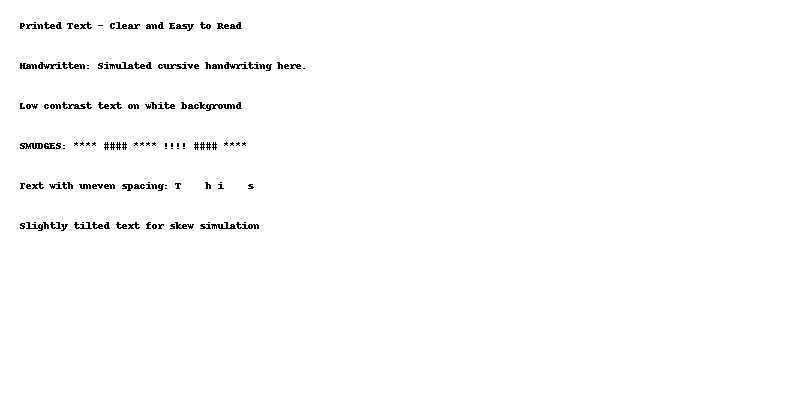 Printed Text - Clear and Easy to Read
Handwritten: Simulated cursive handwriting here.
Low contrast text on white background
SMUDGES: **** #### **** !!!! #### ****
Text with uneven spacing: T    h i    s
Slightly tilted text for skew simulation